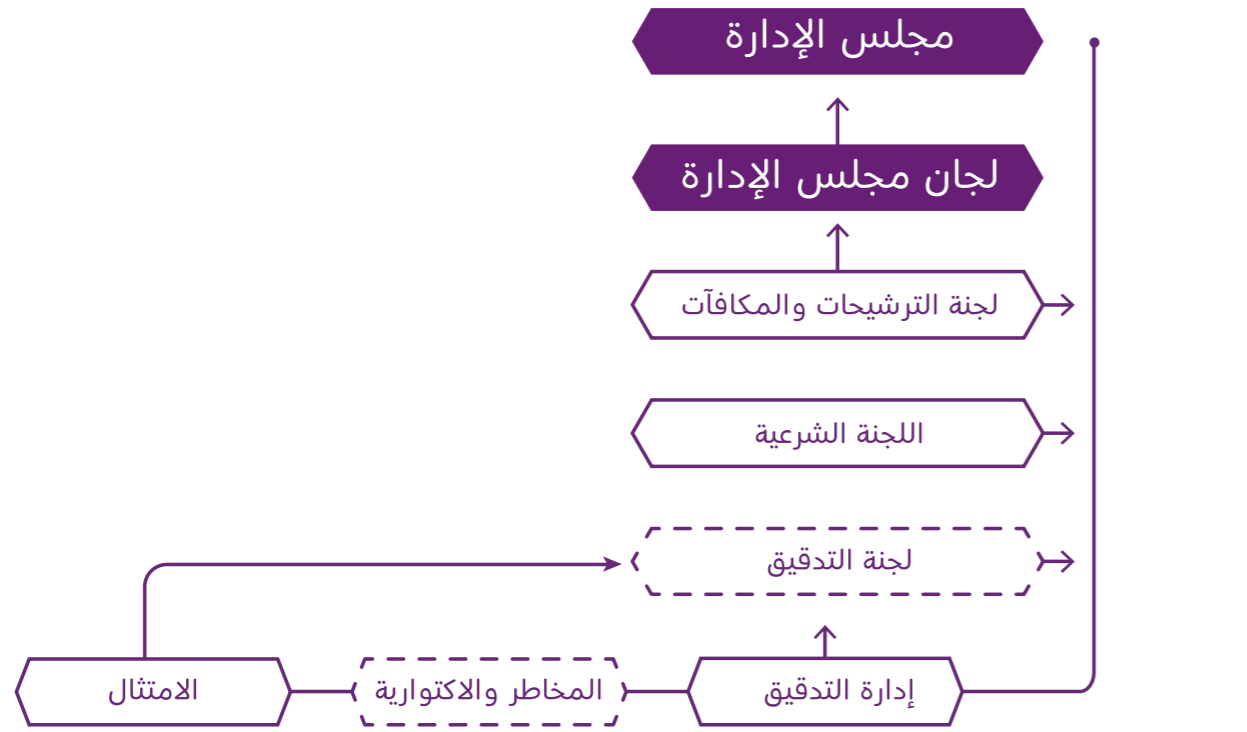 مجلس الإدارة
لجان مجلس الإدارة
لجنة الترشيحات والمكافآت
اللجنة الشرعية
لجنة التدقيق
إدارة التدقيق
المخاطر والاكتوارية
الامتثال